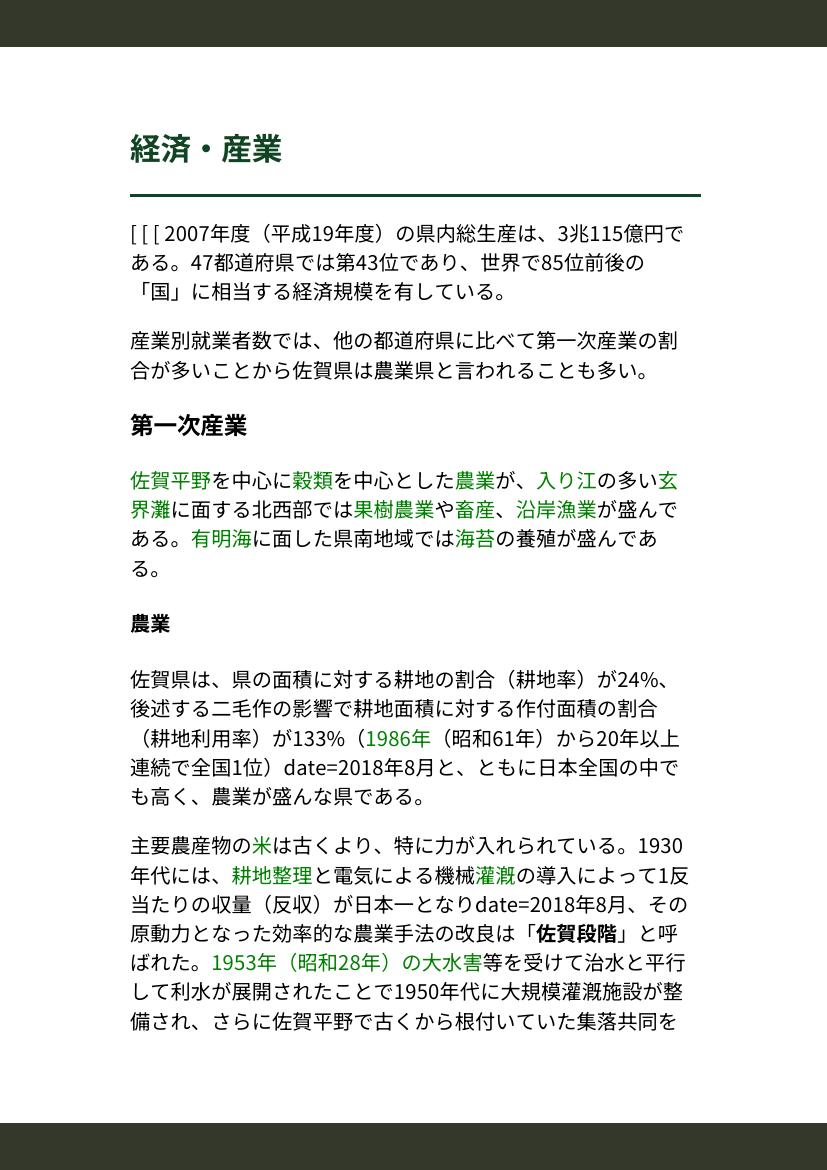 経済・産業
[ [ [ 2007年度（平成19年度）の県内総生産は、3兆115億円で
ある。47都道府県では第43位であり、世界で85位前後の
「国」に相当する経済規模を有している。
産業別就業者数では、他の都道府県に比べて第一次産業の割
合が多いことから佐賀県は農業県と言われることも多い。
第一次産業
佐賀平野を中心に穀類を中心とした農業が、入り江の多い玄
界灘に面する北西部では果樹農業や畜産、沿岸漁業が盛んで
ある。有明海に面した県南地域では海苔の養殖が盛んであ
る。
農業
佐賀県は、県の面積に対する耕地の割合（耕地率）が24%、
後述する二毛作の影響で耕地面積に対する作付面積の割合
（耕地利用率）が133%（1986年（昭和61年）から20年以上
連続で全国1位）date=2018年8月と、ともに日本全国の中で
も高く、農業が盛んな県である。
主要農産物の米は古くより、特に力が入れられている。1930
年代には、耕地整理と電気による機械灌漑の導入によって1反
当たりの収量（反収）が日本一となりdate=2018年8月、その
原動力となった効率的な農業手法の改良は「佐賀段階」と呼
ばれた。1953年（昭和28年）の大水害等を受けて治水と平行
して利水が展開されたことで1950年代に大規模灌漑施設が整
備され、さらに佐賀平野で古くから根付いていた集落共同を